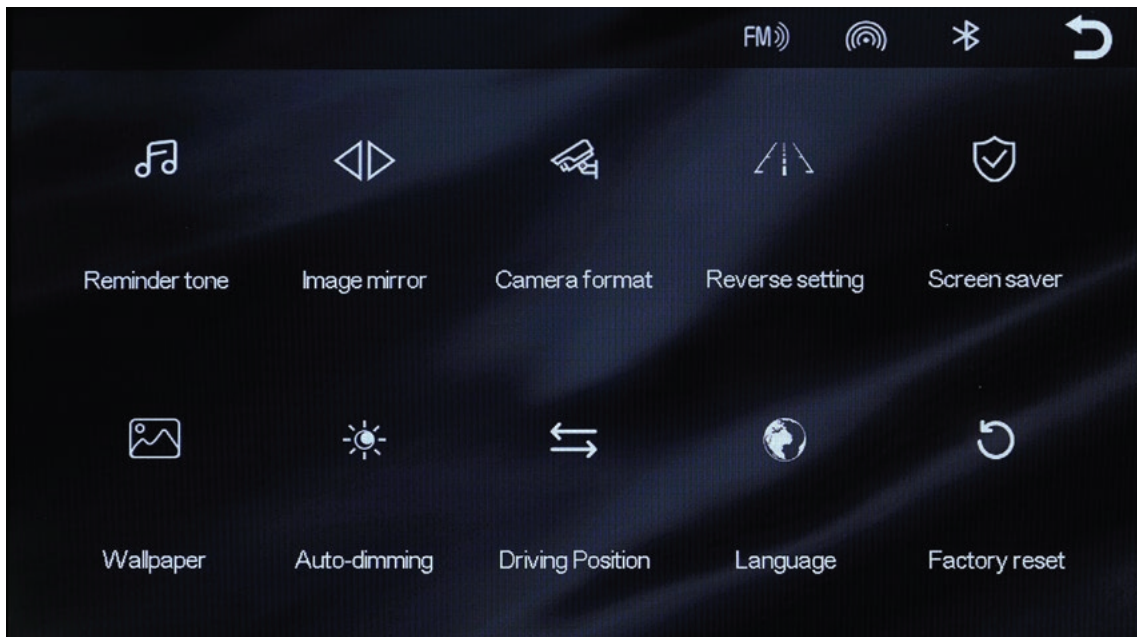 FM
Reminder tone
Image mirror
Camera format
Reverse setting
Screen saver
Wallpaper
Auto-dimming
Driving Position
Language
Factory reset